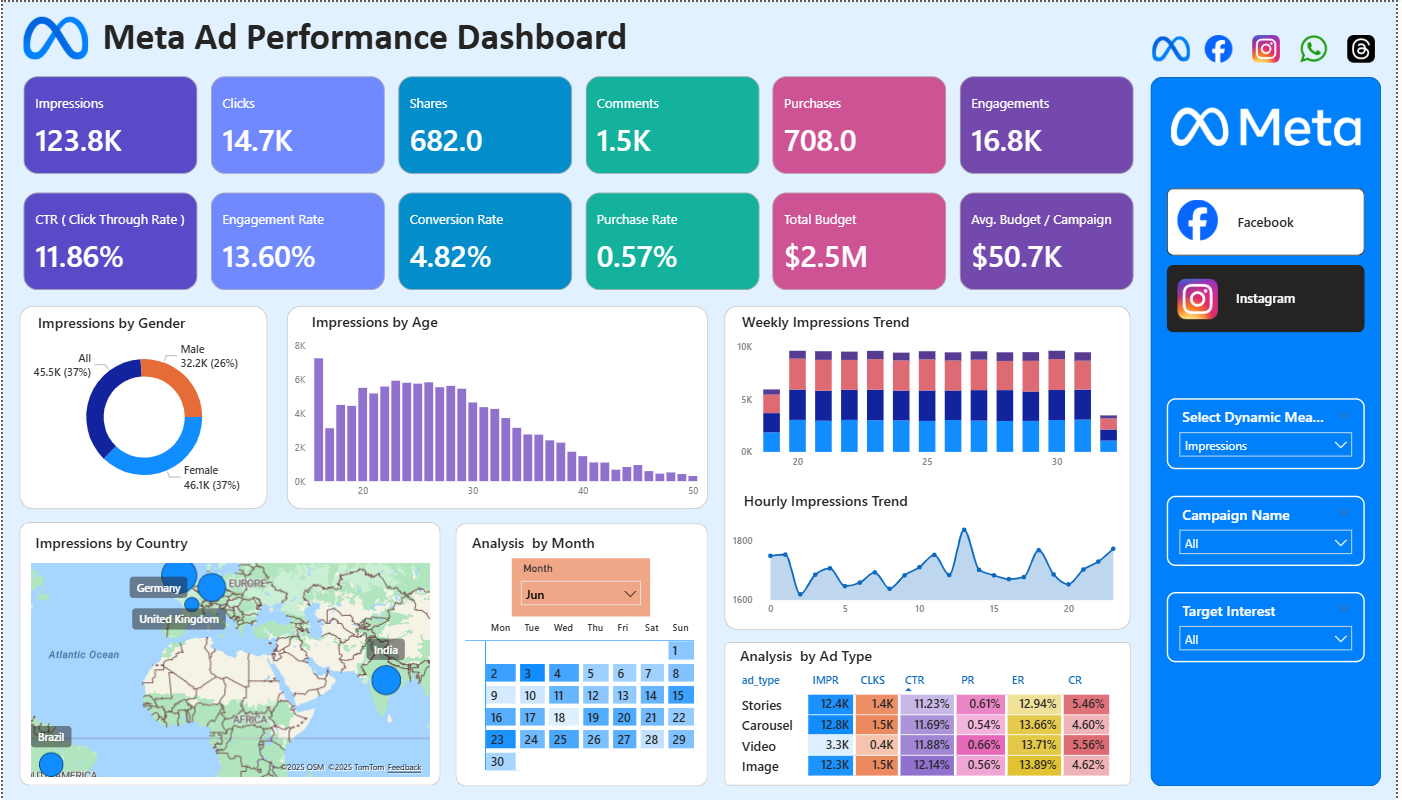 Meta Ad Performance Dashboard
Impressions
123.8K
Clicks
14.7K
Shares
682.0
Comments
1.5K
Purchases
708.0
Engagements
16.8K
CTR ( Click Through Rate )
11.86%
Engagement Rate
13.60%
Conversion Rate
4.82%
Purchase Rate
0.57%
Total Budget
$2.5M
Avg. Budget / Campaign
$50.7K
Impressions by Gender
All
45.5K (37%)
Male
32.2K (26%)
Female
46.1K (37%)
Impressions by Age
8K
6K
4K
2K
0K
20 30 40 50
Weekly Impressions Trend
10K
5K
0K
20 25 30
Hourly Impressions Trend
1800
1600
0 5 10 15 20
Impressions by Country
Germany
EUROPE
United Kingdom
Atlantic Ocean
India
AFRICA
Brazil
©2025 OSM ©2025 TomTom Feedback
Analysis by Month
Month
Jun
Mon Tue Wed Thu Fri Sat Sun
1
2 3 4 5 6 7 8
9 10 11 12 13 14 15
16 17 18 19 20 21 22
23 24 25 26 27 28 29
30
Analysis by Ad Type
ad_type IMPR CLKS CTR PR ER CR
Stories 12.4K 1.4K 11.23% 0.61% 12.94% 5.46%
Carousel 12.8K 1.5K 11.69% 0.54% 13.66% 4.60%
Video 3.3K 0.4K 11.88% 0.66% 13.71% 5.56%
Image 12.3K 1.5K 12.14% 0.56% 13.89% 4.62%
Meta
Facebook
Instagram
Select Dynamic Mea...
Impressions
Campaign Name
All
Target Interest
All